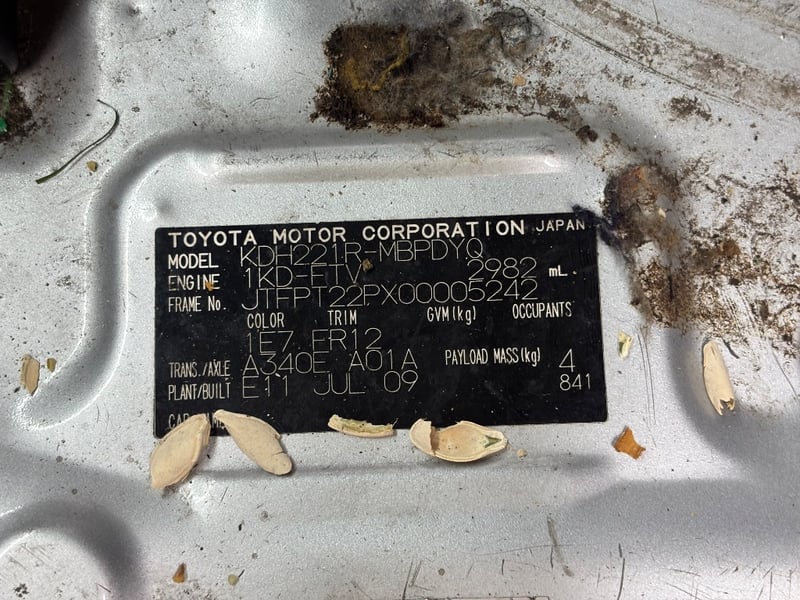 TOYOTA MOTOR CORPORATION JAPAN
MODEL KDH221R-MBPDYQ
ENGINE 1KD-FTV 2982 mL.
FRAME No. JTFPT22PX00005242
COLOR TRIM GVM(kg) OCCUPANTS
1E7 FR12
TRANS./AXLE A340E A01A PAYLOAD MASS(kg) 4
PLANT/BUILT E11 JUL 09 841